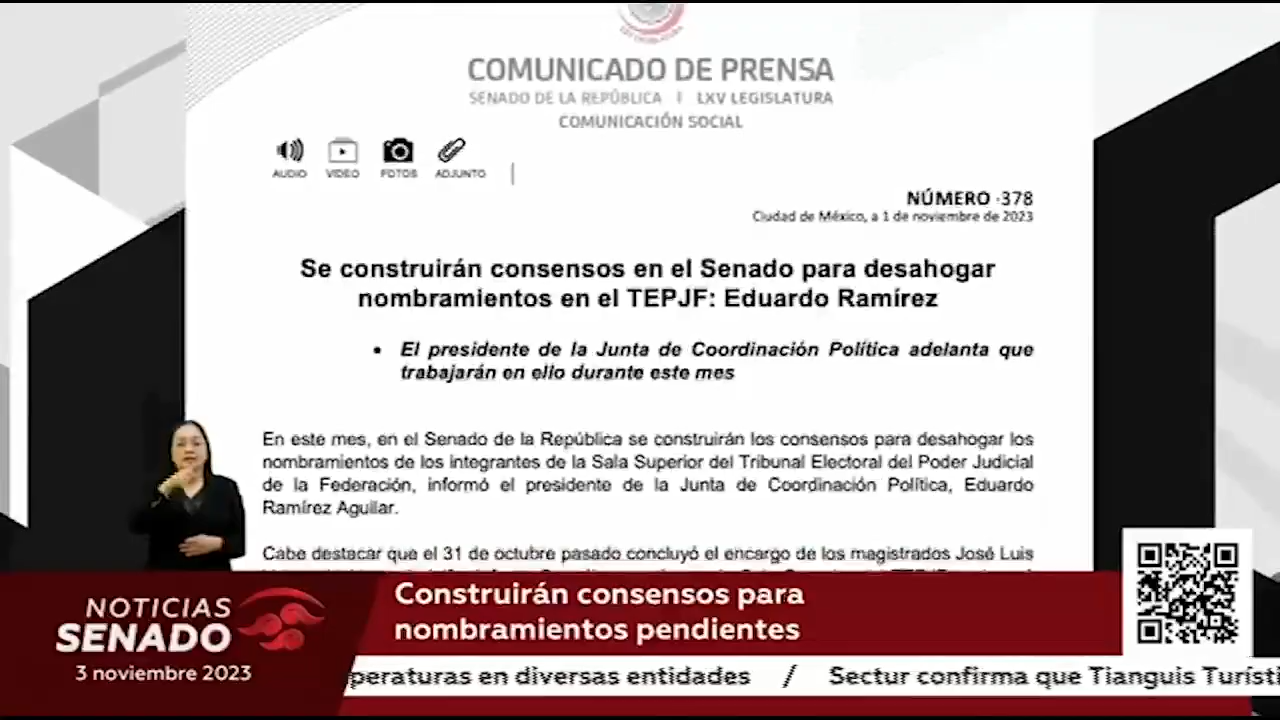 COMUNICADO DE PRENSA
SENADO DE LA REPÚBLICA | LXV LEGISLATURA
COMUNICACIÓN SOCIAL
AUDIO VIDEO FOTOS ADJUNTO
NÚMERO -378
Ciudad de México, a 1 de noviembre de 2023
Se construirán consensos en el Senado para desahogar
nombramientos en el TEPJF: Eduardo Ramírez
• El presidente de la Junta de Coordinación Política adelanta que
trabajarán en ello durante este mes
En este mes, en el Senado de la República se construirán los consensos para desahogar los
nombramientos de los integrantes de la Sala Superior del Tribunal Electoral del Poder Judicial
de la Federación, informó el presidente de la Junta de Coordinación Política, Eduardo
Ramírez Aguilar.
Cabe destacar que el 31 de octubre pasado concluyó el encargo de los magistrados José Luis
NOTICIAS
SENADO
3 noviembre 2023
Construirán consensos para
nombramientos pendientes
peraturas en diversas entidades / Sectur confirma que Tianguis Turísti